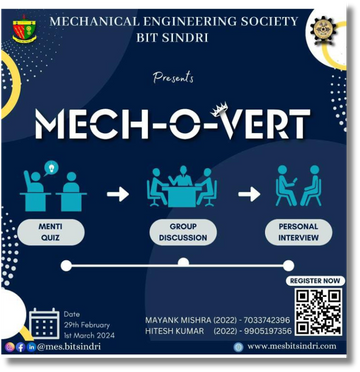 MECHANICAL ENGINEERING SOCIETY
BIT SINDRI
Presents
MECH-O-VERT
MENTI QUIZ
GROUP DISCUSSION
PERSONAL INTERVIEW
REGISTER NOW
Date
29th February
1st March 2024
MAYANK MISHRA (2022) - 7033742396
HITESH KUMAR (2022) - 9905197356
@mes.bitsindri
www.mesbitsindri.com